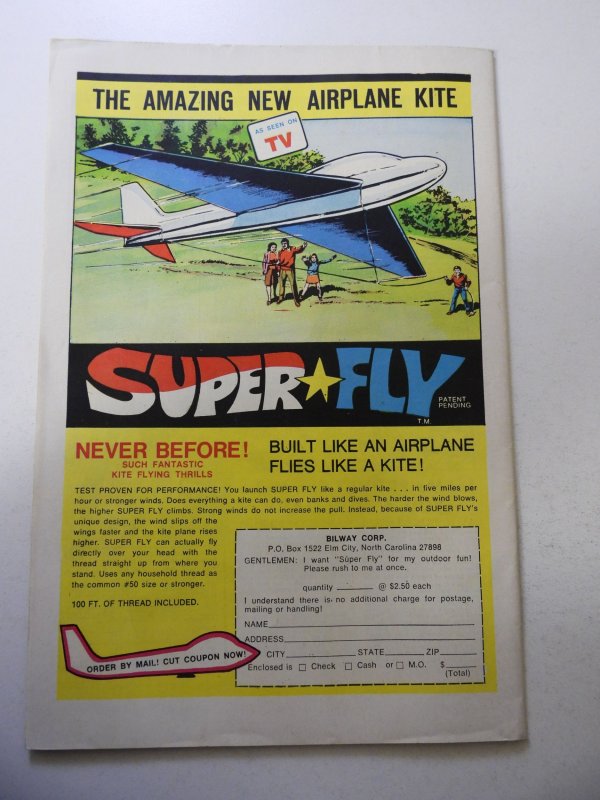 THE AMAZING NEW AIRPLANE KITE
AS SEEN ON
TV
SUPER FLY
PATENT
PENDING
T.M.
NEVER BEFORE!
SUCH FANTASTIC
KITE FLYING THRILLS
BUILT LIKE AN AIRPLANE
FLIES LIKE A KITE!
TEST PROVEN FOR PERFORMANCE! You launch SUPER FLY like a regular kite . . . in five miles per
hour or stronger winds. Does everything a kite can do, even banks and dives. The harder the wind blows,
the higher SUPER FLY climbs. Strong winds do not increase the pull. Instead, because of SUPER FLY's
unique design, the wind slips off the
wings faster and the kite plane rises
higher. SUPER FLY can actually fly
directly over your head with the
thread straight up from where you
stand. Uses any household thread as
the common #50 size or stronger.
100 FT. OF THREAD INCLUDED.
ORDER BY MAIL! CUT COUPON NOW!
BILWAY CORP.
P.O. Box 1522 Elm City, North Carolina 27898
GENTLEMEN: I want "Super Fly" for my outdoor fun!
Please rush to me at once.
quantity ______ @ $2.50 each
I understand there is no additional charge for postage,
mailing or handling!
NAME
ADDRESS
CITY STATE ZIP
Enclosed is □ Check □ Cash or □ M.O. $
(Total)